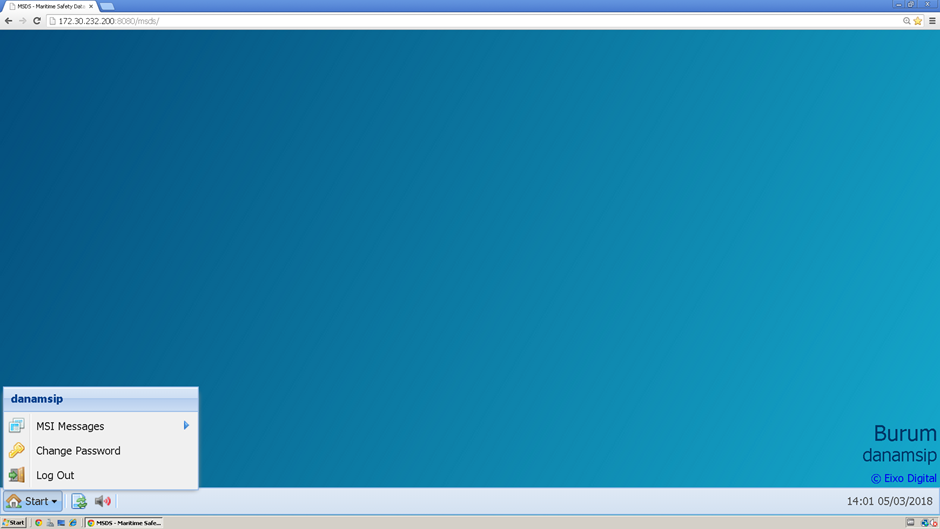 MSDS - Maritime Safety Data
172.30.232.200:8080/msds/
danamsip
MSI Messages
Change Password
Log Out
Burum
danamsip
© Eixo Digital
Start
14:01 05/03/2018
Start
MSDS - Maritime Safe...